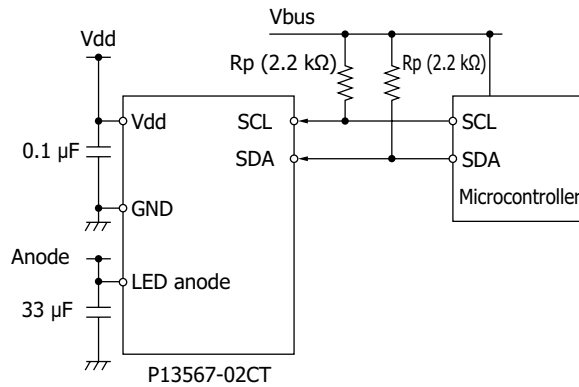 Vbus
Vdd
Rp (2.2 kΩ)
Rp (2.2 kΩ)
Vdd
SCL
SCL
0.1 µF
SDA
SDA
Microcontroller
GND
Anode
LED anode
33 µF
P13567-02CT